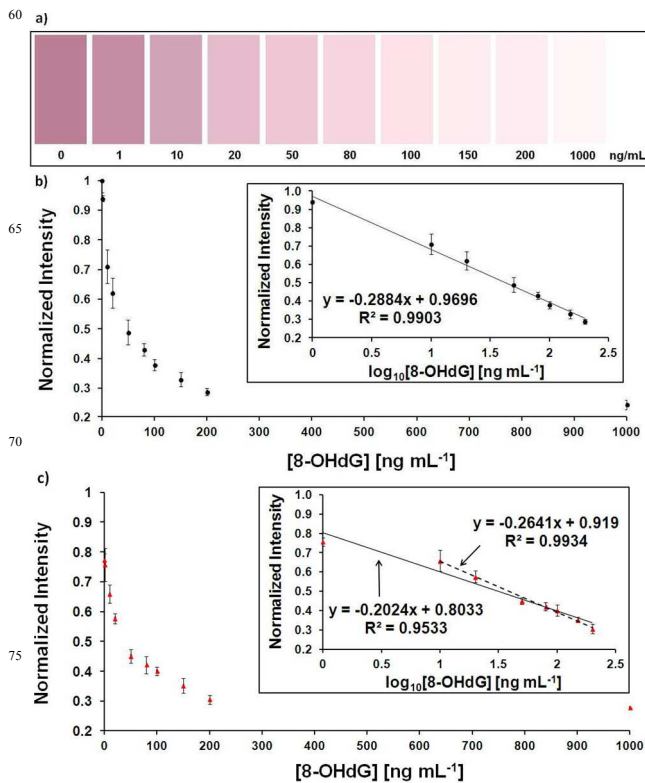 60
a)
0 1 10 20 50 80 100 150 200 1000 ng/mL
b)
65
1
0.9
0.8
0.7
0.6
0.5
0.4
0.3
0.2
Normalized Intensity
0 100 200 300 400 500 600 700 800 900 1000
[8-OHdG] [ng mL⁻¹]
1
0.9
0.8
0.7
0.6
0.5
0.4
0.3
0.2
Normalized Intensity
y = -0.2884x + 0.9696
R² = 0.9903
0 0.5 1 1.5 2 2.5
log₁₀[8-OHdG] [ng mL⁻¹]
70
c)
75
1
0.9
0.8
0.7
0.6
0.5
0.4
0.3
0.2
Normalized Intensity
0 100 200 300 400 500 600 700 800 900 1000
[8-OHdG] [ng mL⁻¹]
1
0.9
0.8
0.7
0.6
0.5
0.4
0.3
0.2
Normalized Intensity
y = -0.2641x + 0.919
R² = 0.9934
y = -0.2024x + 0.8033
R² = 0.9533
0 0.5 1 1.5 2 2.5
log₁₀[8-OHdG] [ng mL⁻¹]